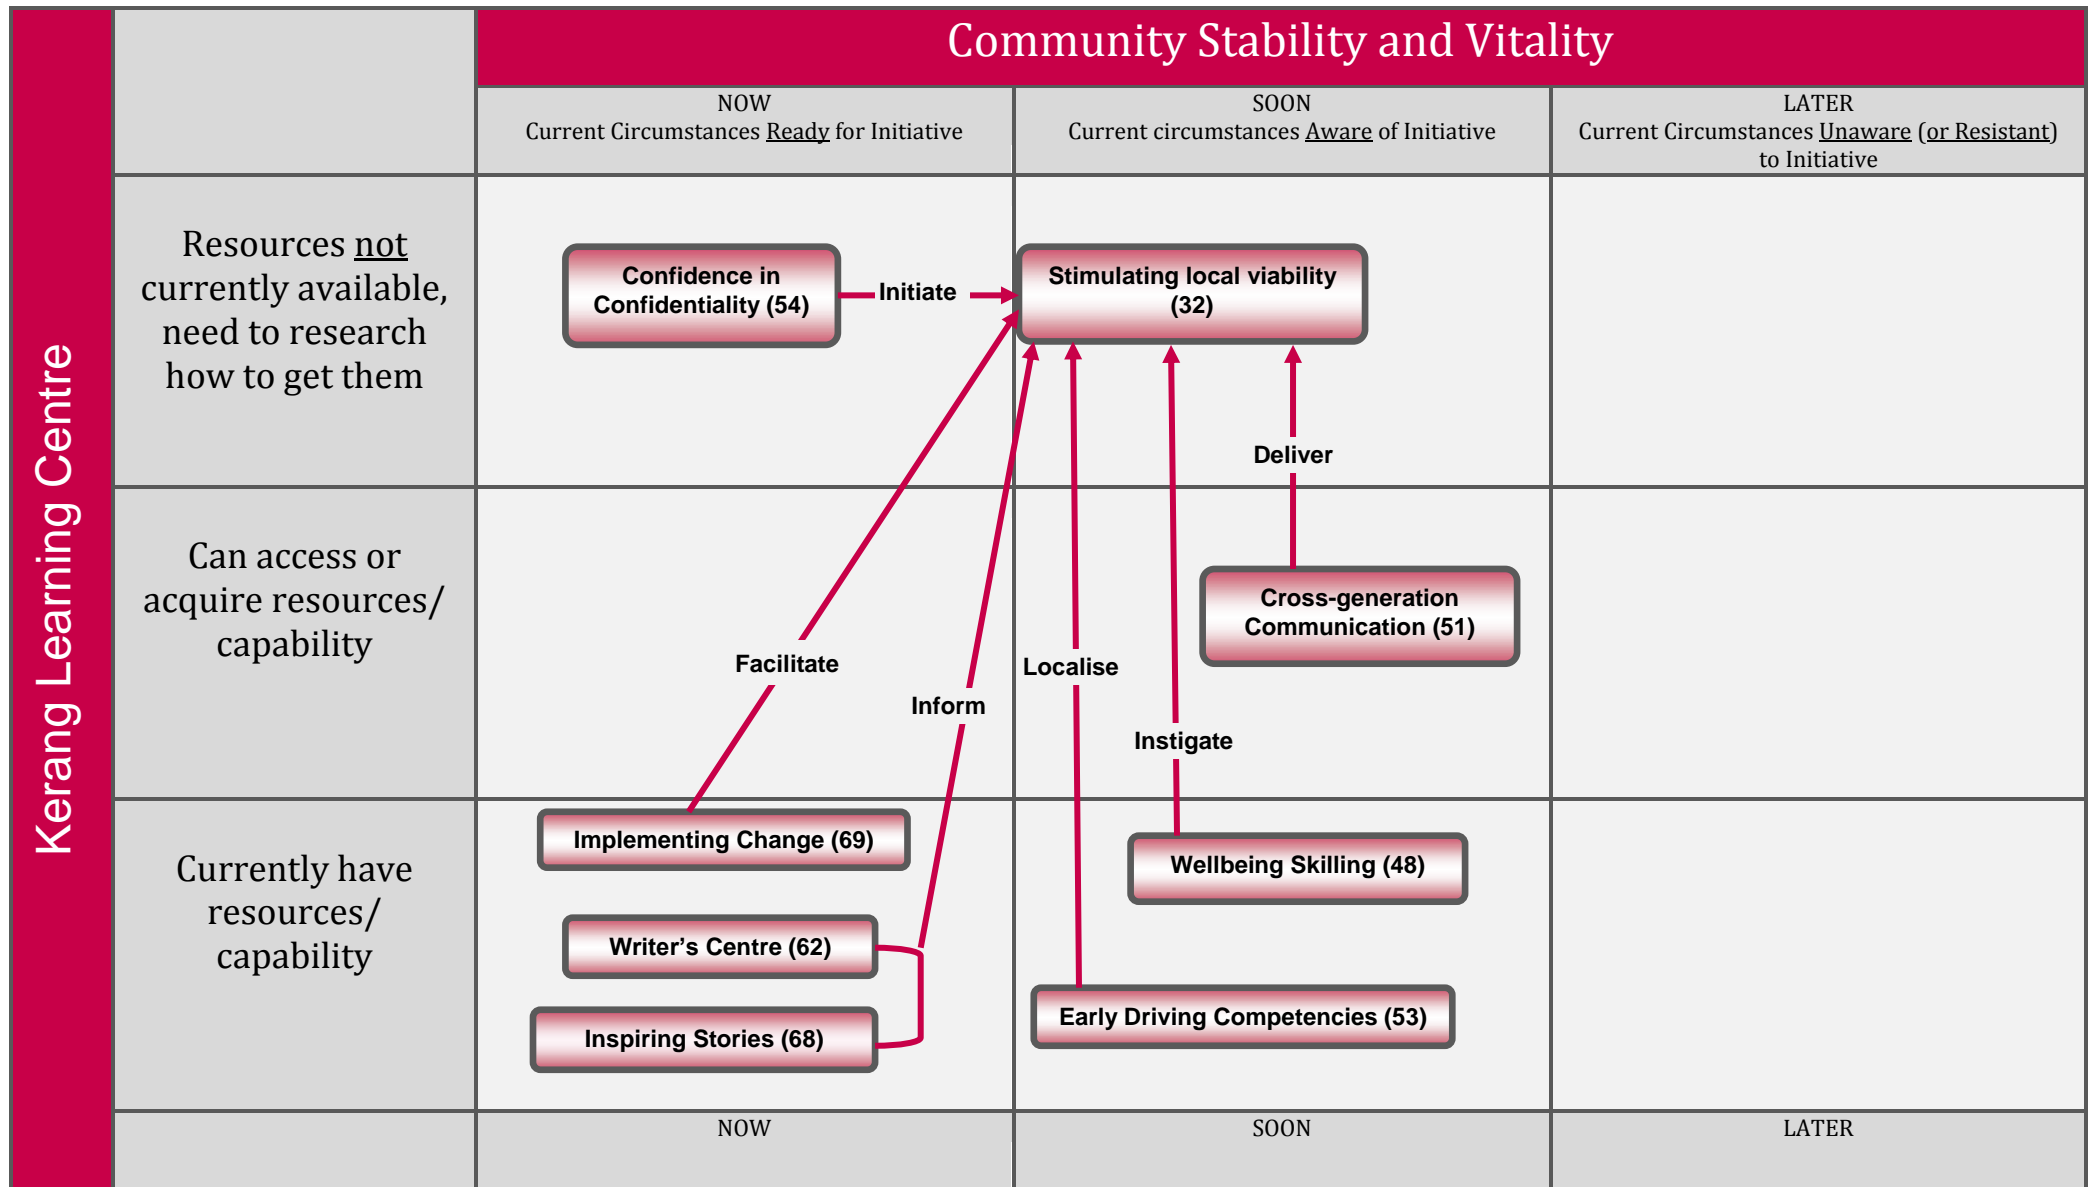 Kerang Learning Centre
Community Stability and Vitality
NOW
Current Circumstances Ready for Initiative
SOON
Current circumstances Aware of Initiative
LATER
Current Circumstances Unaware (or Resistant)
to Initiative
Resources not
currently available,
need to research
how to get them
Confidence in
Confidentiality (54)
Initiate
Stimulating local viability
(32)
Deliver
Can access or
acquire resources/
capability
Cross-generation
Communication (51)
Facilitate
Localise
Inform
Instigate
Currently have
resources/
capability
Implementing Change (69)
Wellbeing Skilling (48)
Writer’s Centre (62)
Inspiring Stories (68)
Early Driving Competencies (53)
NOW
SOON
LATER